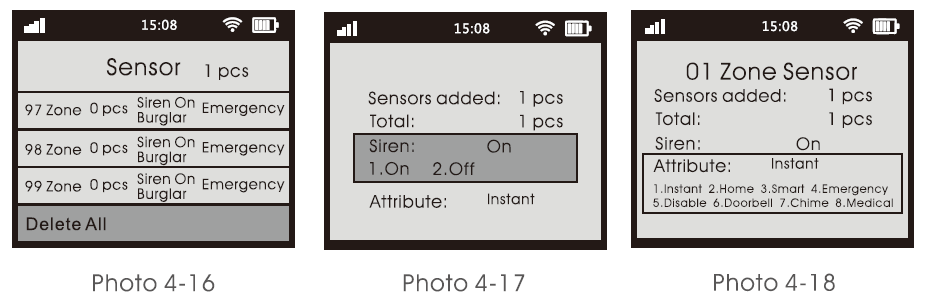 15:08
Sensor 1 pcs
97 Zone 0 pcs Siren On Burglar Emergency
98 Zone 0 pcs Siren On Burglar Emergency
99 Zone 0 pcs Siren On Burglar Emergency
Delete All
Photo 4-16
15:08
Sensors added: 1 pcs
Total: 1 pcs
Siren: On
1.On 2.Off
Attribute: Instant
Photo 4-17
15:08
01 Zone Sensor
Sensors added: 1 pcs
Total: 1 pcs
Siren: On
Attribute: Instant
1.Instant 2.Home 3.Smart 4.Emergency
5.Disable 6.Doorbell 7.Chime 8.Medical
Photo 4-18